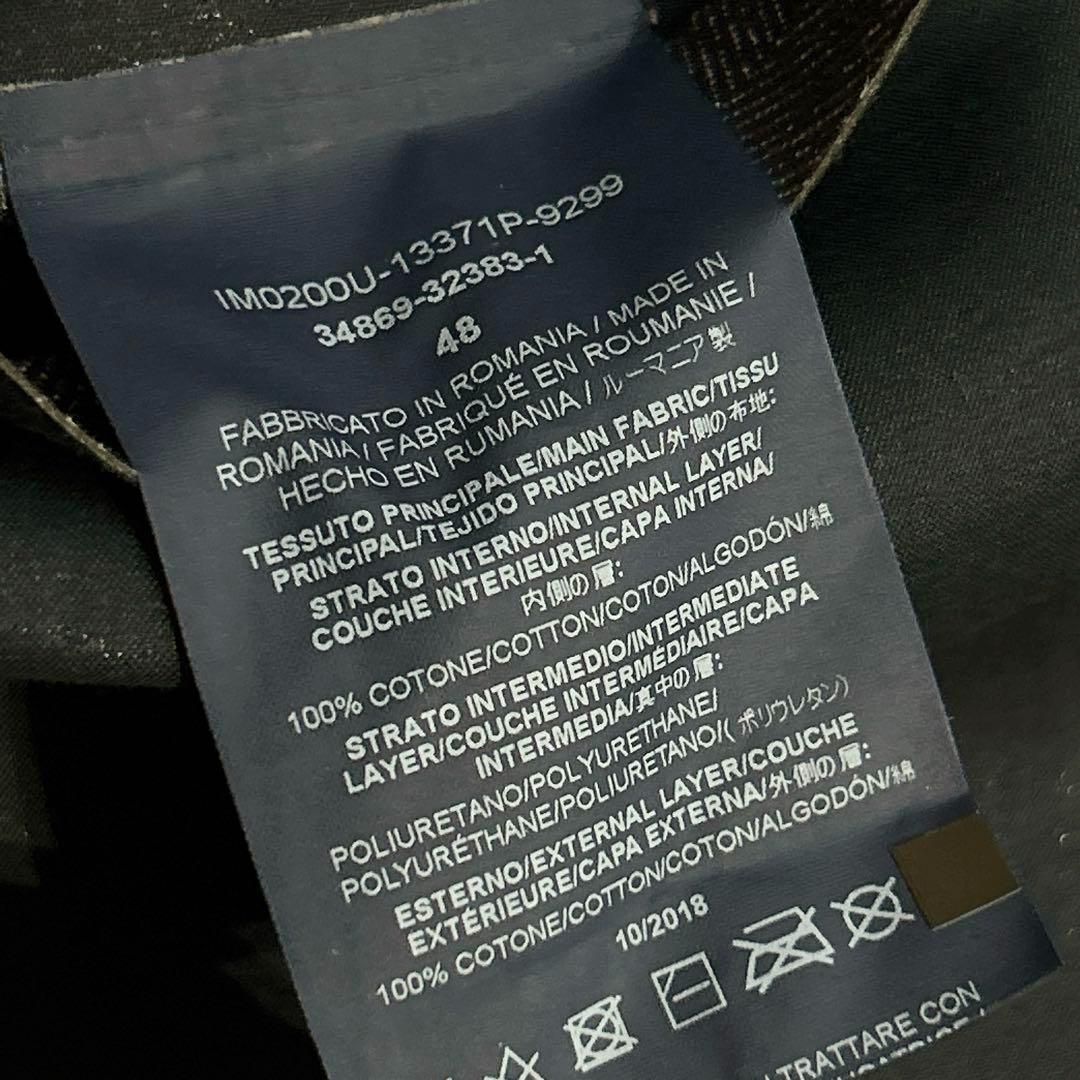 IM0200U-13371P-9299
34869-32383-1
48
FABBRICATO IN ROMANIA / MADE IN
ROMANIA / FABRIQUÉ EN ROUMANIE /
HECHO EN RUMANIA / ルーマニア製
TESSUTO PRINCIPALE/MAIN FABRIC/TISSU
PRINCIPAL/TEJIDO PRINCIPAL/外側の布地:
STRATO INTERNO/INTERNAL LAYER/
COUCHE INTERIEURE/CAPA INTERNA/
内側の層:
100% COTONE/COTTON/COTON/ALGODÓN/綿
STRATO INTERMEDIO/INTERMEDIATE
LAYER/COUCHE INTERMÉDIAIRE/CAPA
INTERMEDIA/真中の層:
POLIURETANO/POLYURETHANE/
POLYURÉTHANE/POLIURETANO/( ポリウレタン)
ESTERNO/EXTERNAL LAYER/COUCHE
EXTÉRIEURE/CAPA EXTERNA/外側の層:
100% COTONE/COTTON/COTON/ALGODÓN/綿
10/2018
TRATTARE CON